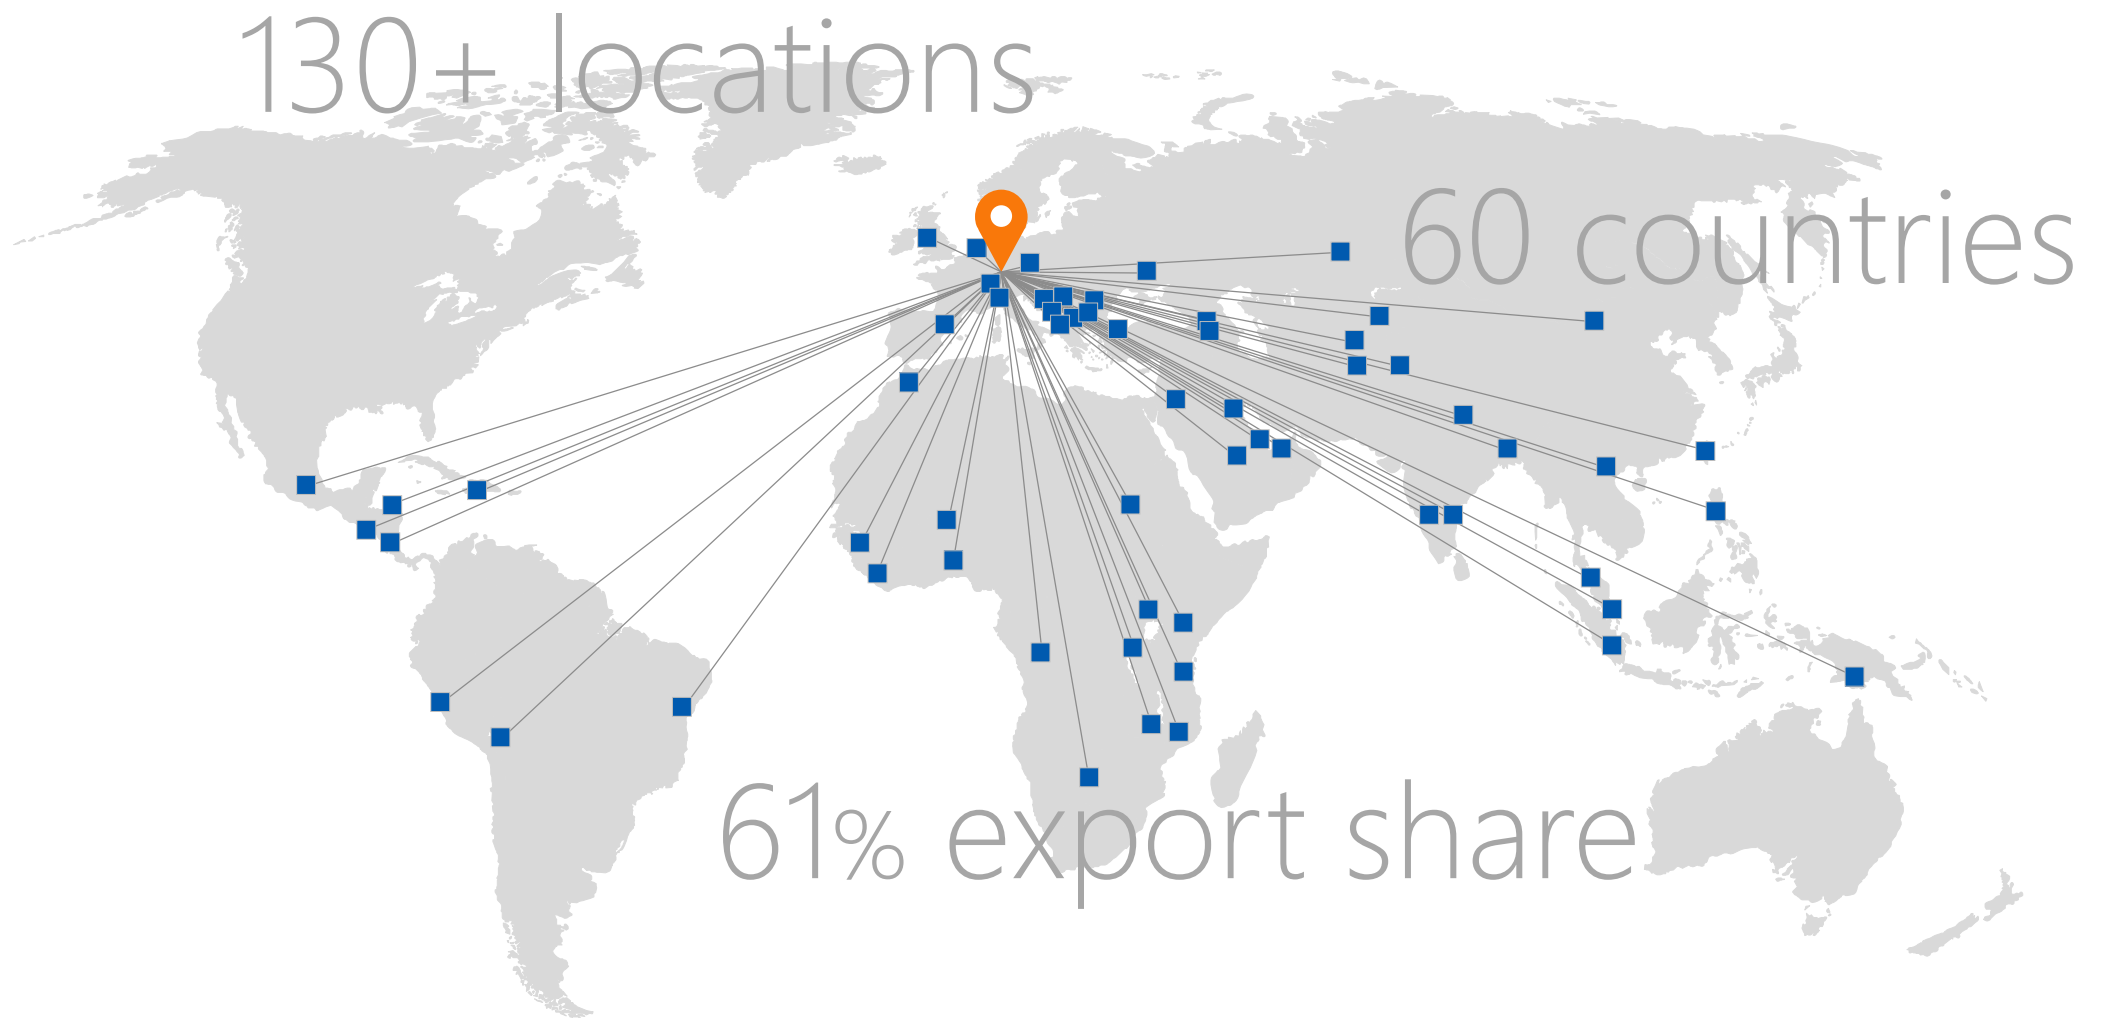 130+ locations
60 countries
61% export share